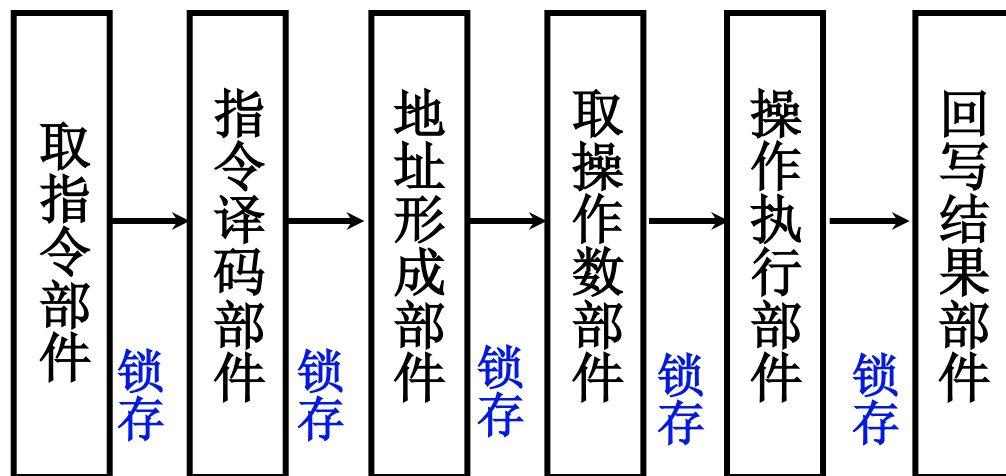 取指令部件
锁存
指令译码部件
锁存
地址形成部件
锁存
取操作数部件
锁存
操作执行部件
锁存
回写结果部件